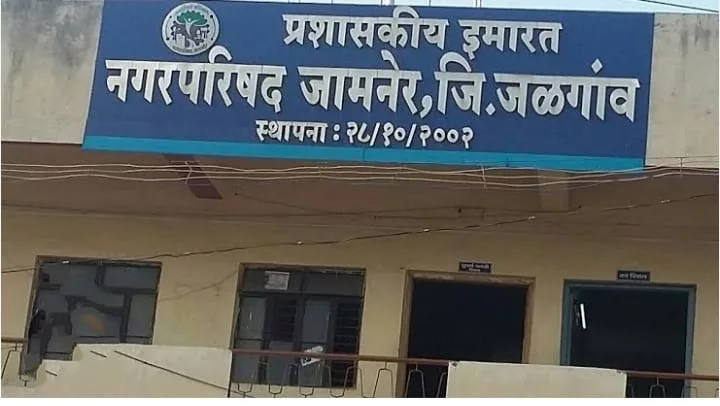 प्रशासकीय इमारत
नगरपरिषद जामनेर,जि.जळगांव
स्थापना : २८/१०/२००२